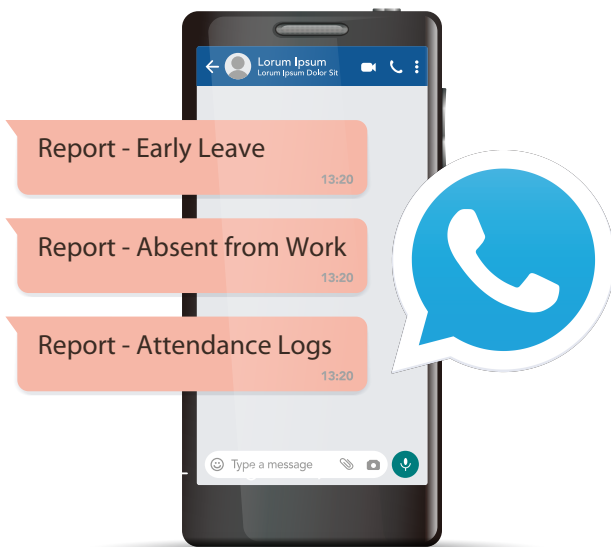 Lorum Ipsum
Lorum Ipsum Dolor Sit
Report - Early Leave
13:20
Report - Absent from Work
13:20
Report - Attendance Logs
13:20
Type a message